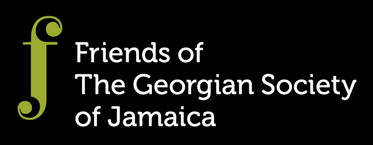 f
Friends of
The Georgian Society
of Jamaica